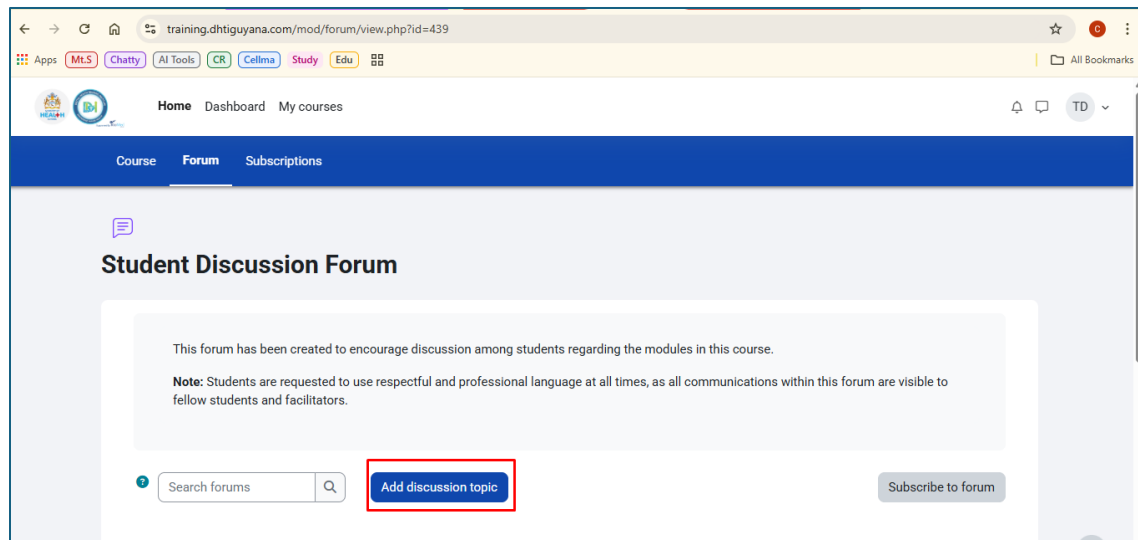 training.dhtiguyana.com/mod/forum/view.php?id=439
C
Apps Mt.S Chatty AI Tools CR Cellma Study Edu All Bookmarks
HEALTH
Home Dashboard My courses
TD
Course Forum Subscriptions
Student Discussion Forum
This forum has been created to encourage discussion among students regarding the modules in this course.
Note: Students are requested to use respectful and professional language at all times, as all communications within this forum are visible to
fellow students and facilitators.
? Search forums Add discussion topic Subscribe to forum